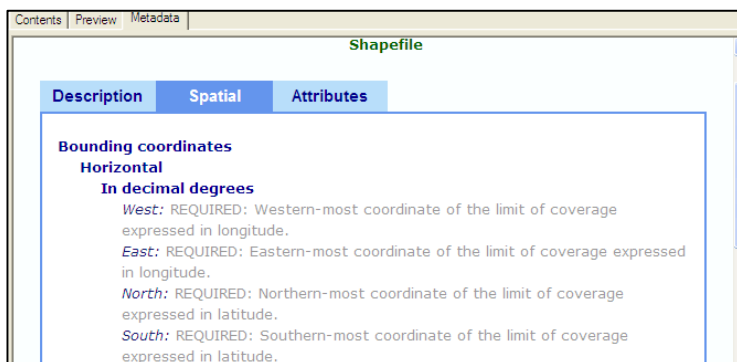 Contents Preview Metadata
Shapefile
Description Spatial Attributes
Bounding coordinates
Horizontal
In decimal degrees
West: REQUIRED: Western-most coordinate of the limit of coverage
expressed in longitude.
East: REQUIRED: Eastern-most coordinate of the limit of coverage expressed
in longitude.
North: REQUIRED: Northern-most coordinate of the limit of coverage
expressed in latitude.
South: REQUIRED: Southern-most coordinate of the limit of coverage
expressed in latitude.